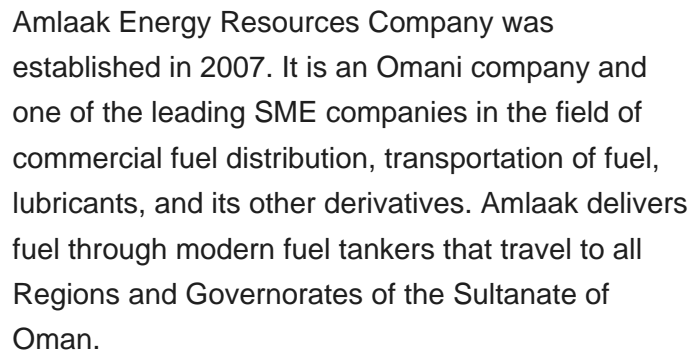 Amlaak Energy Resources Company was
established in 2007. It is an Omani company and
one of the leading SME companies in the field of
commercial fuel distribution, transportation of fuel,
lubricants, and its other derivatives. Amlaak delivers
fuel through modern fuel tankers that travel to all
Regions and Governorates of the Sultanate of
Oman.